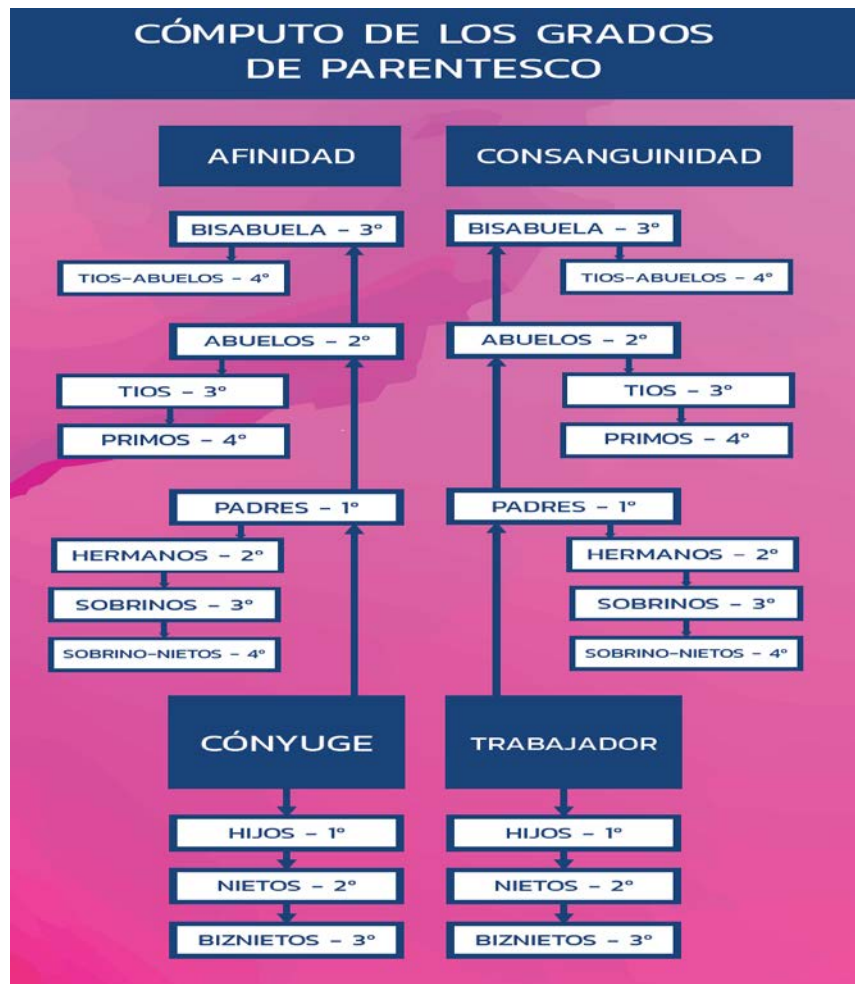 CÓMPUTO DE LOS GRADOS
DE PARENTESCO
AFINIDAD
BISABUELA - 3º
TIOS-ABUELOS - 4º
ABUELOS - 2º
TIOS - 3º
PRIMOS - 4º
PADRES - 1º
HERMANOS - 2º
SOBRINOS - 3º
SOBRINO-NIETOS - 4º
CÓNYUGE
HIJOS - 1º
NIETOS - 2º
BIZNIETOS - 3º
CONSANGUINIDAD
BISABUELA - 3º
TIOS-ABUELOS - 4º
ABUELOS - 2º
TIOS - 3º
PRIMOS - 4º
PADRES - 1º
HERMANOS - 2º
SOBRINOS - 3º
SOBRINO-NIETOS - 4º
TRABAJADOR
HIJOS - 1º
NIETOS - 2º
BIZNIETOS - 3º